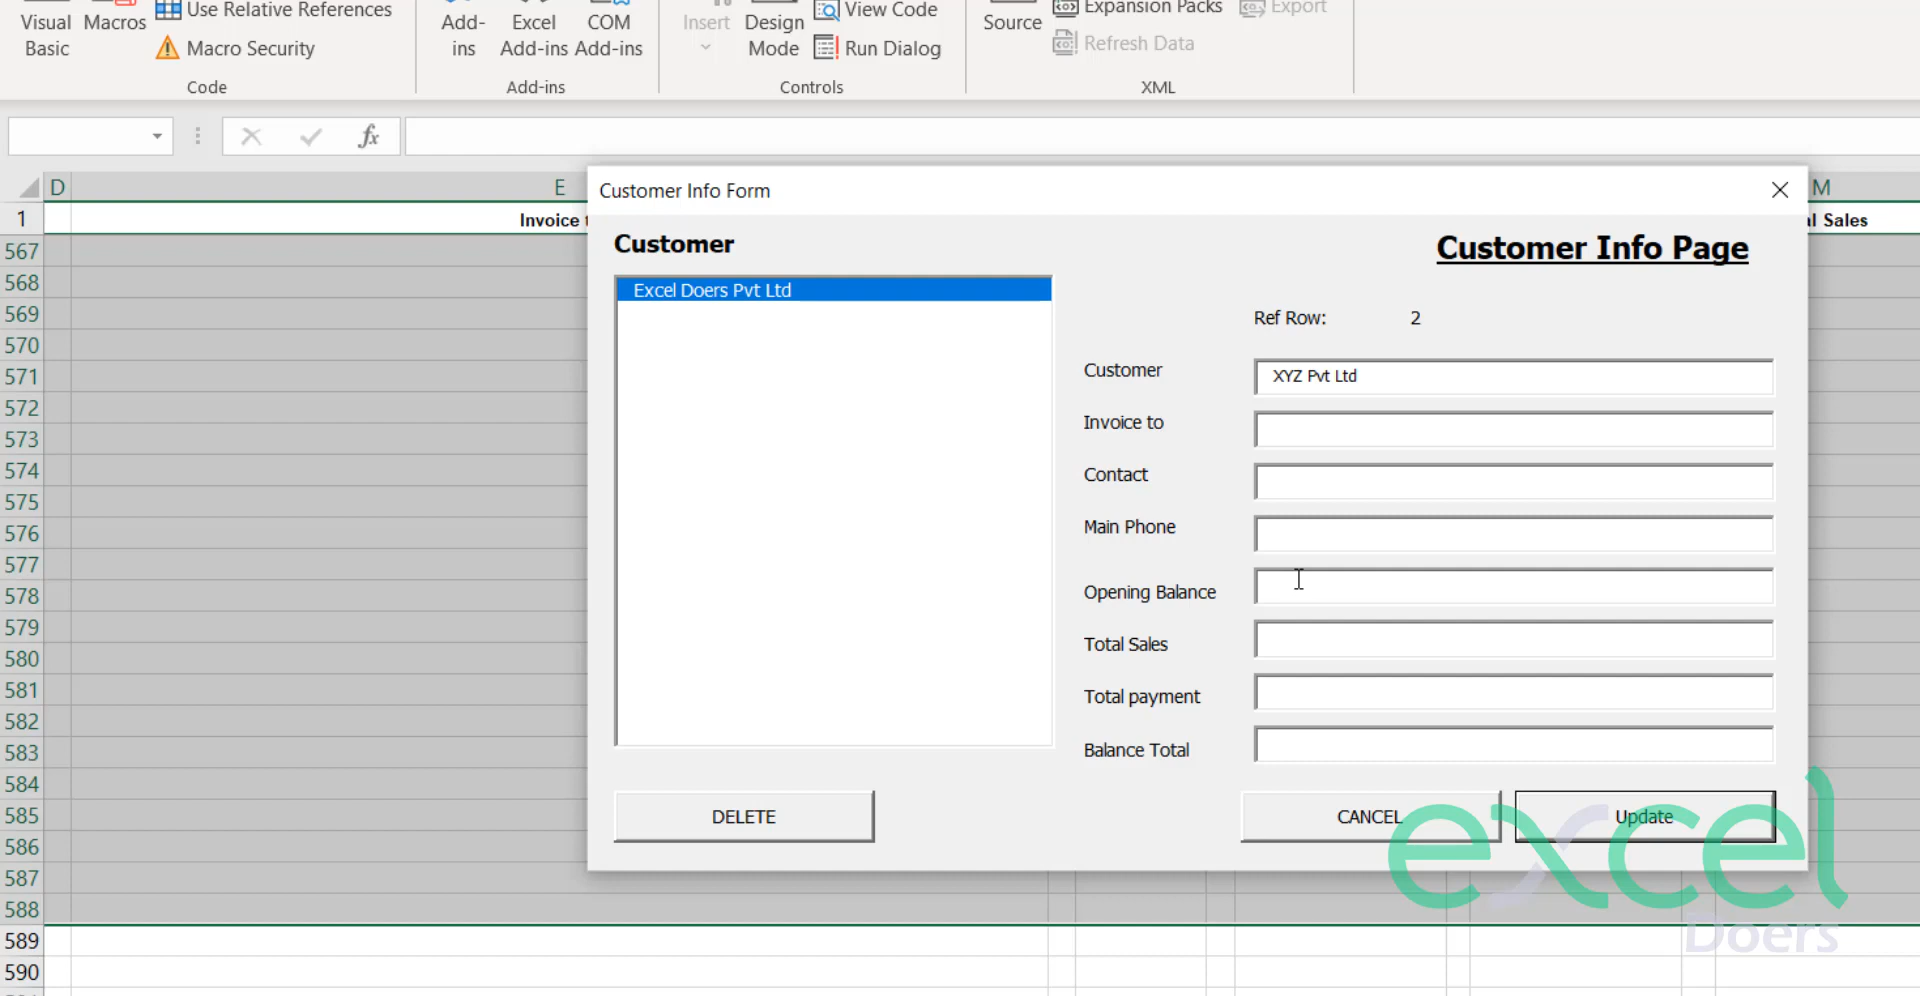 Visual Basic
Macros
Use Relative References
Macro Security
Code
Add-ins
Excel Add-ins
COM Add-ins
Add-ins
Insert
Design Mode
View Code
Run Dialog
Controls
Source
Expansion Packs
Export
Refresh Data
XML
fx
D E M
1 Invoice al Sales
567
568
569
570
571
572
573
574
575
576
577
578
579
580
581
582
583
584
585
586
587
588
589
590
Customer Info Form
Customer
Customer Info Page
Excel Doers Pvt Ltd
Ref Row: 2
Customer XYZ Pvt Ltd
Invoice to
Contact
Main Phone
Opening Balance
Total Sales
Total payment
Balance Total
DELETE CANCEL Update
excel
Doers